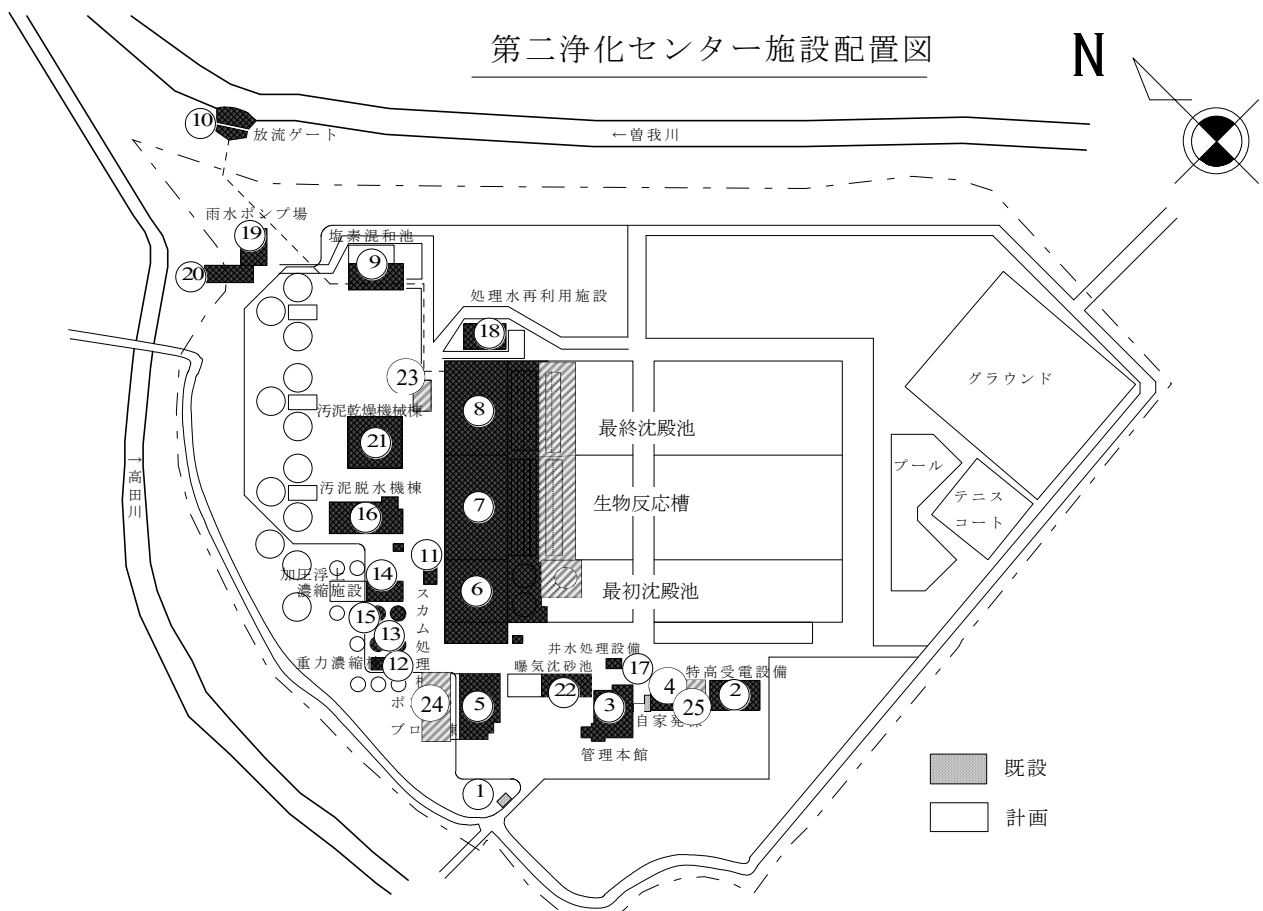 第二浄化センター施設配置図
N
10
放流ゲート
←曽我川
雨水ポンプ場
19
20
塩素混和池
9
処理水再利用施設
18
23
汚泥乾燥機械棟
21
8
最終沈殿池
グラウンド
プール
テニス
コート
→高田川
汚泥脱水機棟
16
7
生物反応槽
11
加圧浮上
濃縮施設
14
6
最初沈殿池
スカム処理
15
13
重力濃縮
12
井水処理設備
17
曝気沈砂池
22
特高受電設備
4
2
25
24
5
3
自家発
ブロ
管理本館
1
既設
計画